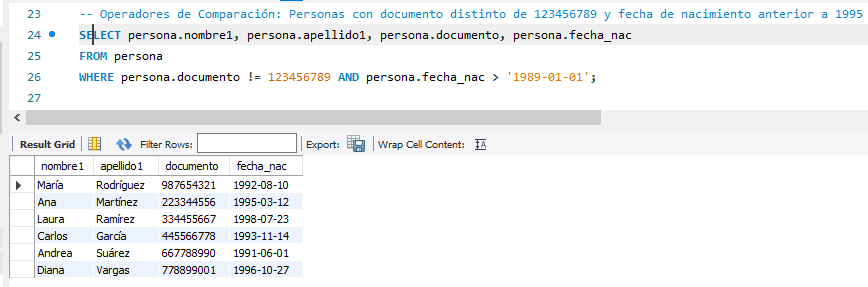 23 -- Operadores de Comparación: Personas con documento distinto de 123456789 y fecha de nacimiento anterior a 1995
24 SELECT persona.nombre1, persona.apellido1, persona.documento, persona.fecha_nac
25 FROM persona
26 WHERE persona.documento != 123456789 AND persona.fecha_nac > '1989-01-01';
27
Result Grid Filter Rows: Export: Wrap Cell Content:
nombre1 apellido1 documento fecha_nac
María Rodríguez 987654321 1992-08-10
Ana Martínez 223344556 1995-03-12
Laura Ramírez 334455667 1998-07-23
Carlos García 445566778 1993-11-14
Andrea Suárez 667788990 1991-06-01
Diana Vargas 778899001 1996-10-27